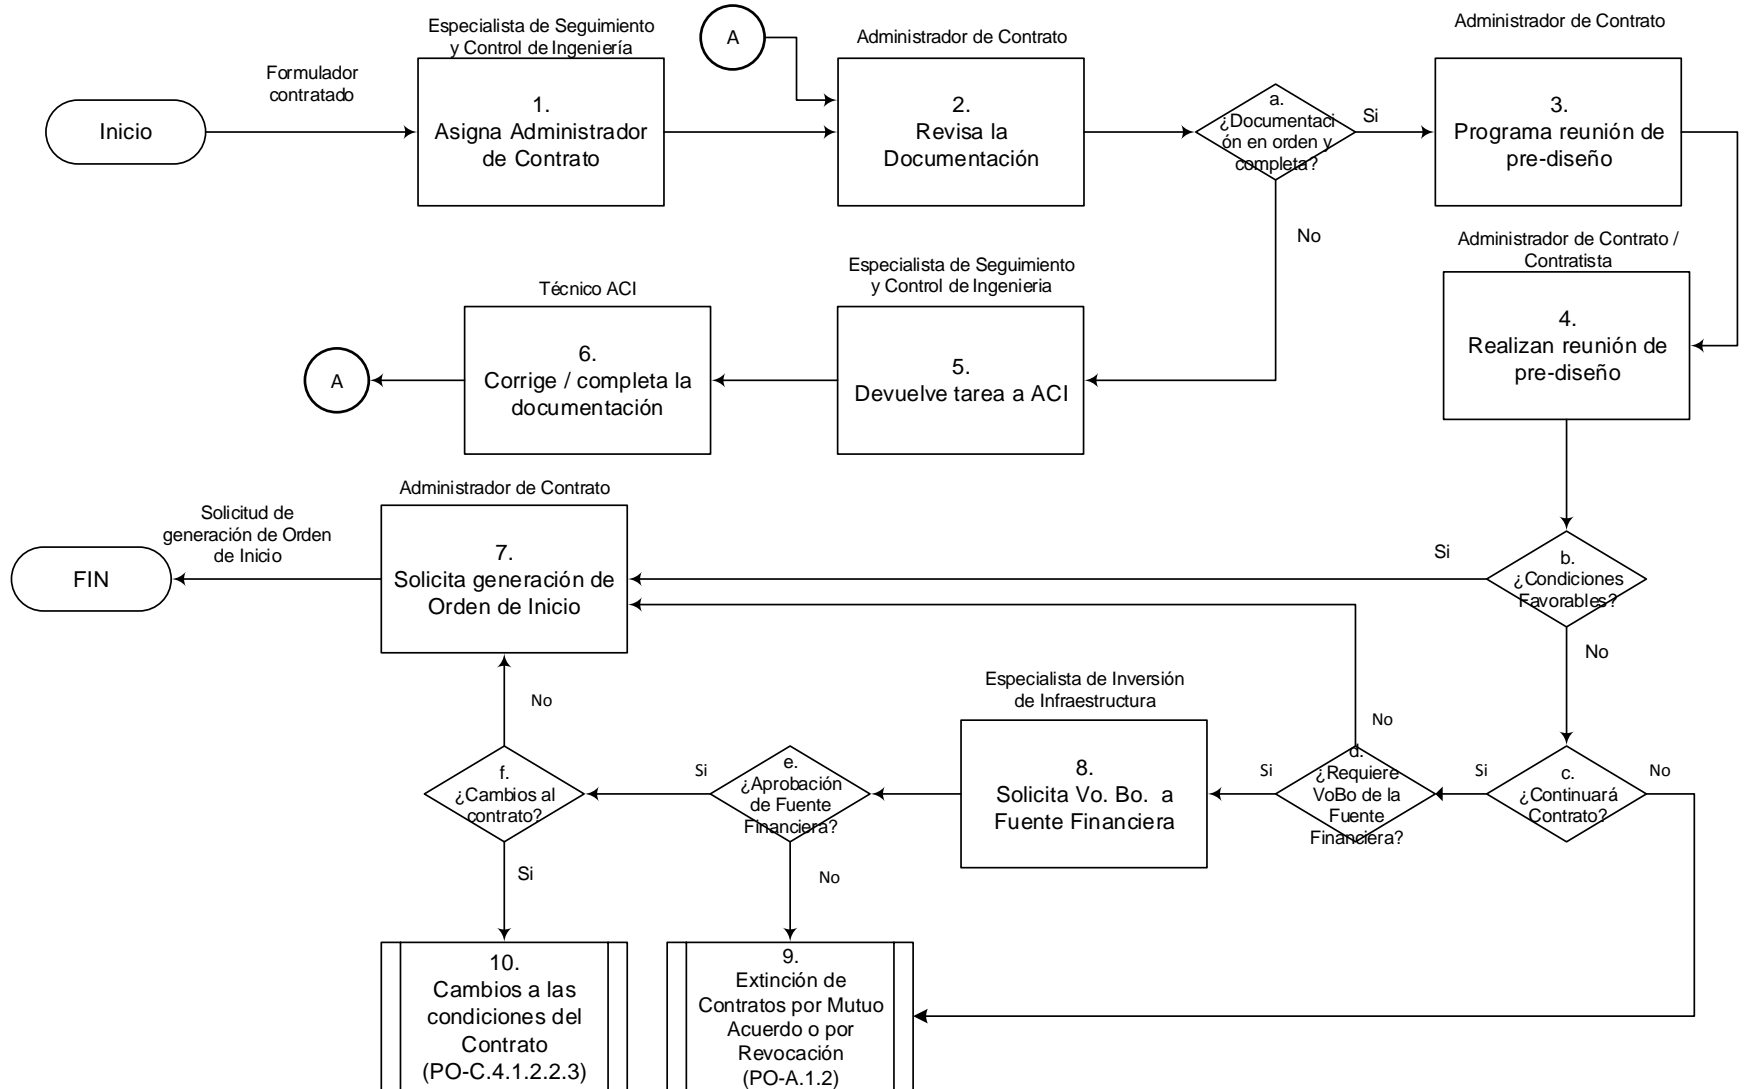 Especialista de Seguimiento
y Control de Ingeniería
A
Administrador de Contrato
Administrador de Contrato
Formulador
contratado
Inicio
1.
Asigna Administrador
de Contrato
2.
Revisa la
Documentación
a.
¿Documentaci
ón en orden y
completa?
Si
3.
Programa reunión de
pre-diseño
No
Administrador de Contrato /
Contratista
4.
Realizan reunión de
pre-diseño
Especialista de Seguimiento
y Control de Ingenieria
5.
Devuelve tarea a ACI
Técnico ACI
6.
Corrige / completa la
documentación
A
Administrador de Contrato
Solicitud de
generación de Orden
de Inicio
FIN
7.
Solicita generación de
Orden de Inicio
Si
b.
¿Condiciones
Favorables?
No
Especialista de Inversión
de Infraestructura
No
No
f.
¿Cambios al
contrato?
Si
e.
¿Aprobación
de Fuente
Financiera?
8.
Solicita Vo. Bo. a
Fuente Financiera
Si
d.
¿Requiere
VoBo de la
Fuente
Financiera?
Si
c.
¿Continuará
Contrato?
No
Si
No
10.
Cambios a las
condiciones del
Contrato
(PO-C.4.1.2.2.3)
9.
Extinción de
Contratos por Mutuo
Acuerdo o por
Revocación
(PO-A.1.2)